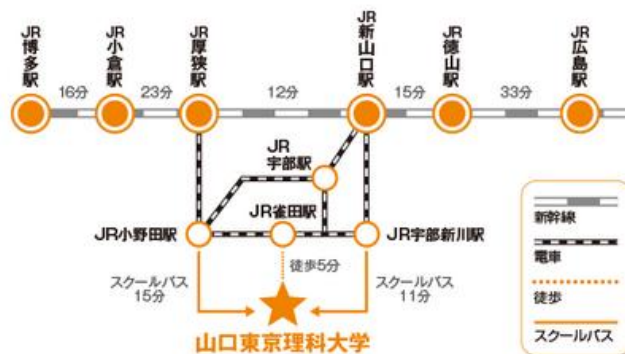 JR博多駅
JR小倉駅
JR厚狭駅
JR新山口駅
JR徳山駅
JR広島駅
16分
23分
12分
15分
33分
JR
宇部駅
JR雀田駅
JR小野田駅
JR宇部新川駅
徒歩5分
スクールバス
15分
スクールバス
11分
山口東京理科大学
新幹線
電車
徒歩
スクールバス